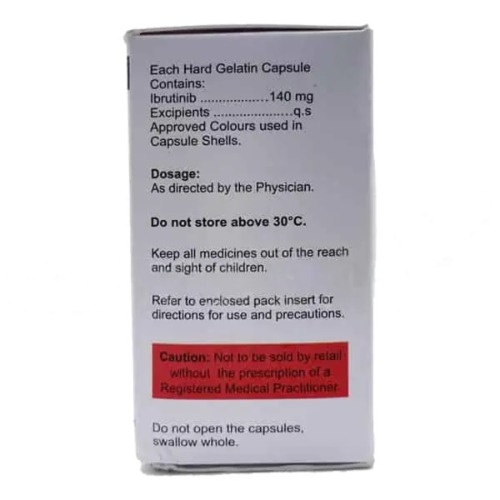 Each Hard Gelatin Capsule
Contains:
Ibrutinib ..................140 mg
Excipients .....................q.s
Approved Colours used in
Capsule Shells.
Dosage:
As directed by the Physician.
Do not store above 30°C.
Keep all medicines out of the reach
and sight of children.
Refer to enclosed pack insert for
directions for use and precautions.
Caution: Not to be sold by retail
without the prescription of a
Registered Medical Practitioner.
Do not open the capsules,
swallow whole.